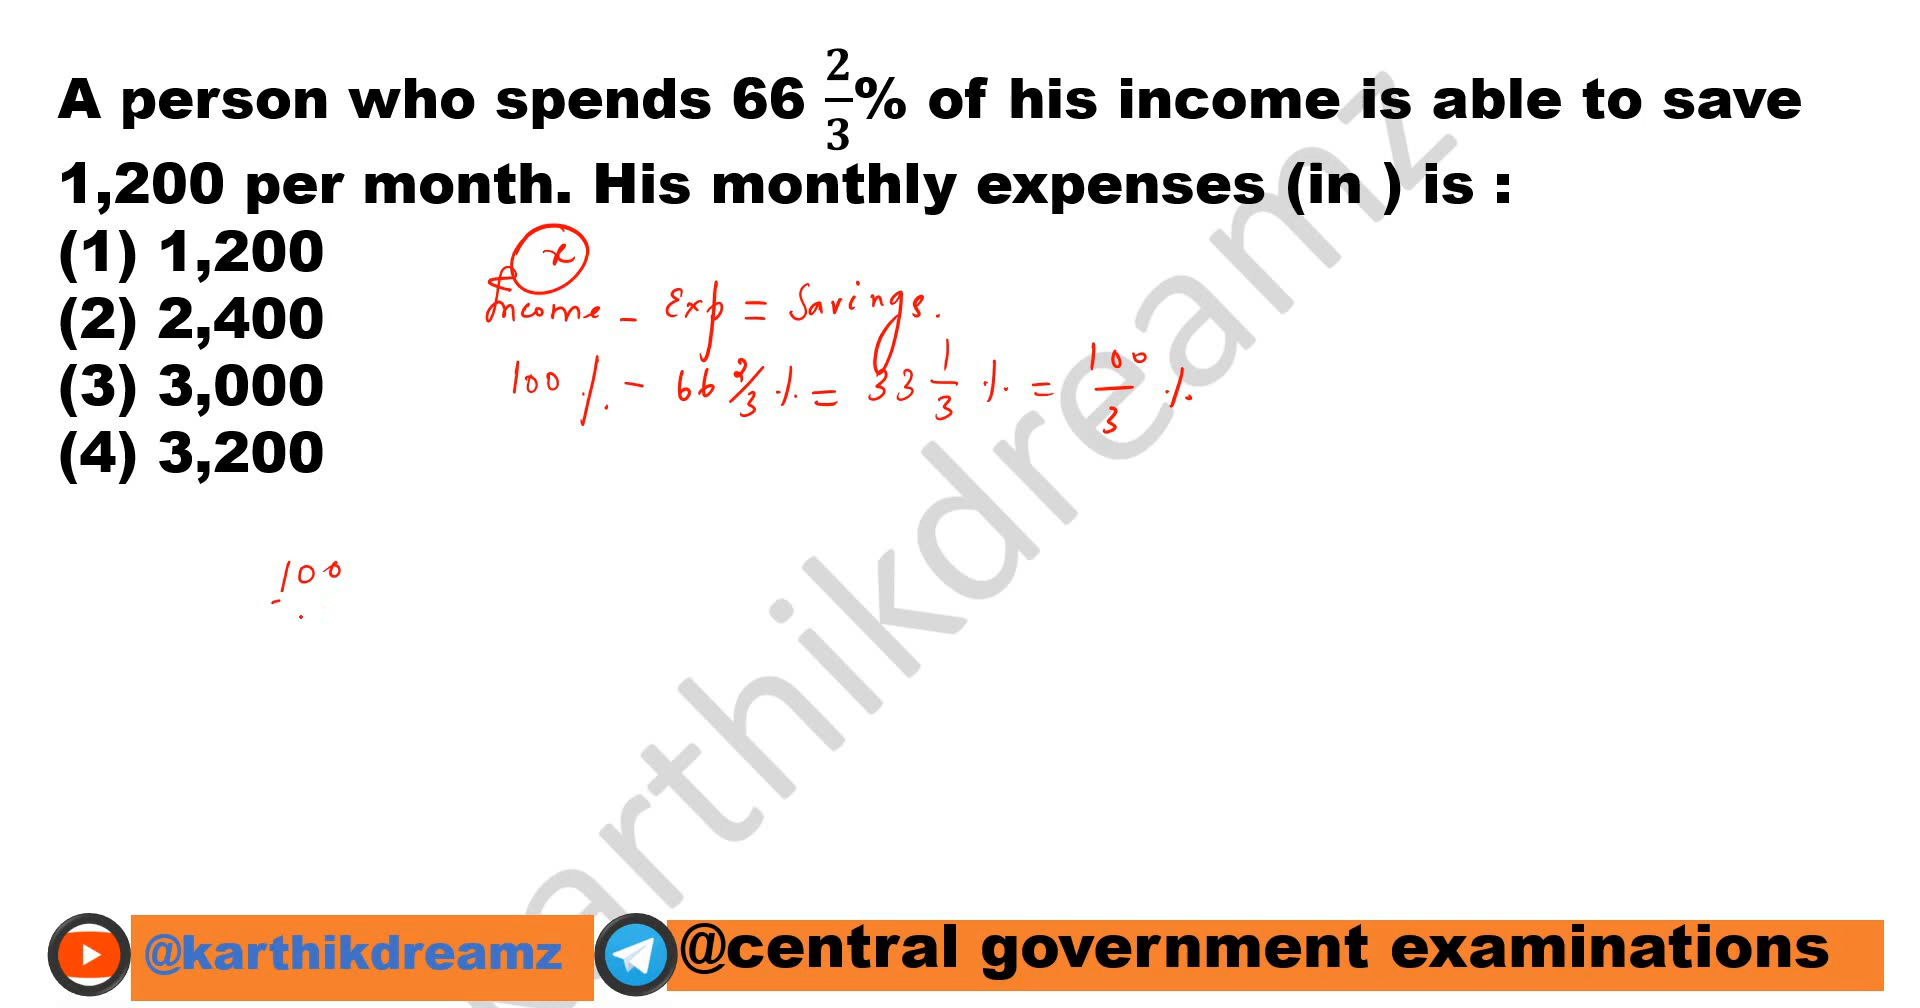 A person who spends 66 2/3% of his income is able to save
1,200 per month. His monthly expenses (in ) is :
(1) 1,200
(2) 2,400
(3) 3,000
(4) 3,200
x
Income - Exp = Savings.
100 % - 66 2/3 % = 33 1/3 % = 100/3 %
100
-
karthikdreamz
@karthikdreamz
@central government examinations